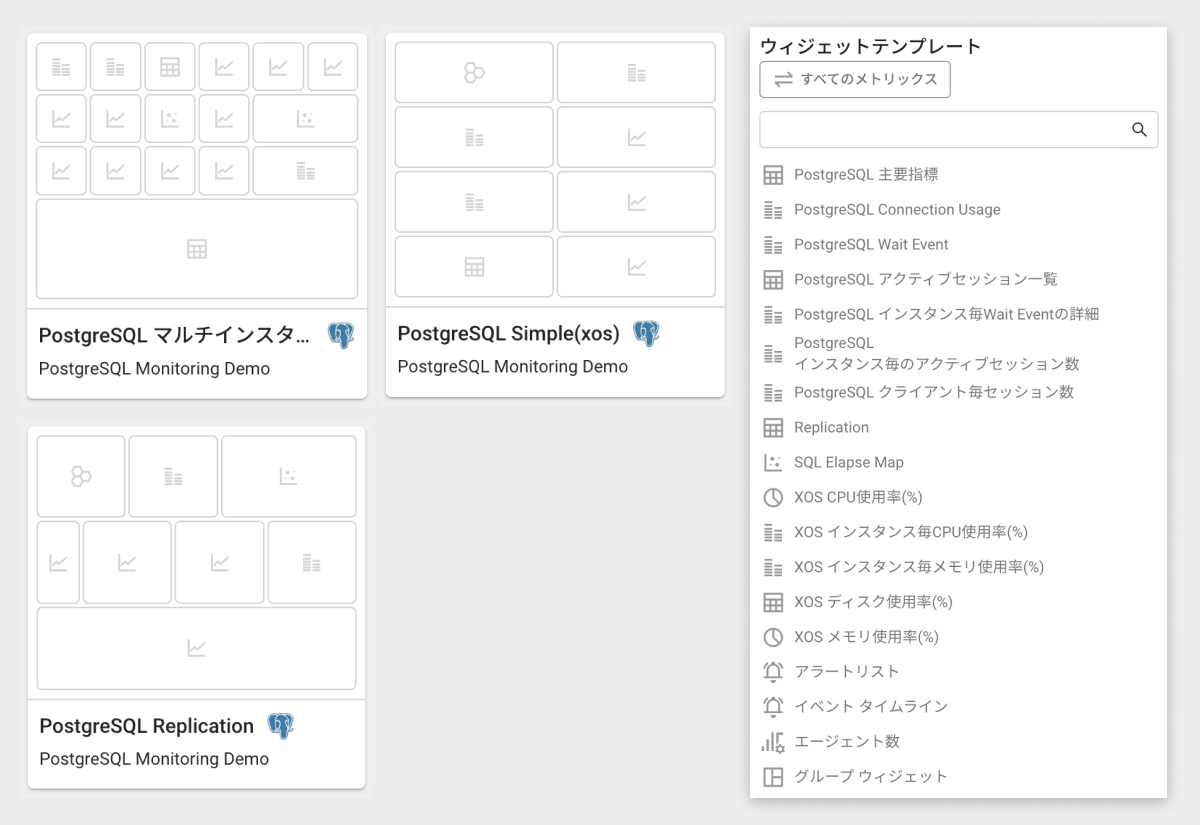 PostgreSQL マルチインスタ...
PostgreSQL Monitoring Demo
PostgreSQL Simple(xos)
PostgreSQL Monitoring Demo
PostgreSQL Replication
PostgreSQL Monitoring Demo
ウィジェットテンプレート
すべてのメトリックス
PostgreSQL 主要指標
PostgreSQL Connection Usage
PostgreSQL Wait Event
PostgreSQL アクティブセッション一覧
PostgreSQL インスタンス毎Wait Eventの詳細
PostgreSQL
インスタンス毎のアクティブセッション数
PostgreSQL クライアント毎セッション数
Replication
SQL Elapse Map
XOS CPU使用率(%)
XOS インスタンス毎CPU使用率(%)
XOS インスタンス毎メモリ使用率(%)
XOS ディスク使用率(%)
XOS メモリ使用率(%)
アラートリスト
イベント タイムライン
エージェント数
グループ ウィジェット